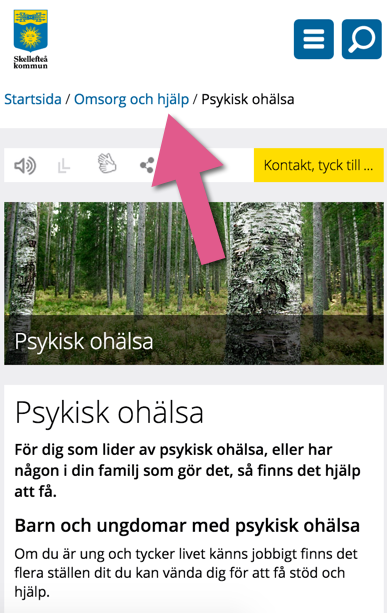 Skellefteå
kommun
Startsida / Omsorg och hjälp / Psykisk ohälsa
Kontakt, tyck till ...
Psykisk ohälsa
Psykisk ohälsa
För dig som lider av psykisk ohälsa, eller har
någon i din familj som gör det, så finns det hjälp
att få.
Barn och ungdomar med psykisk ohälsa
Om du är ung och tycker livet känns jobbigt finns det
flera ställen dit du kan vända dig för att få stöd och
hjälp.